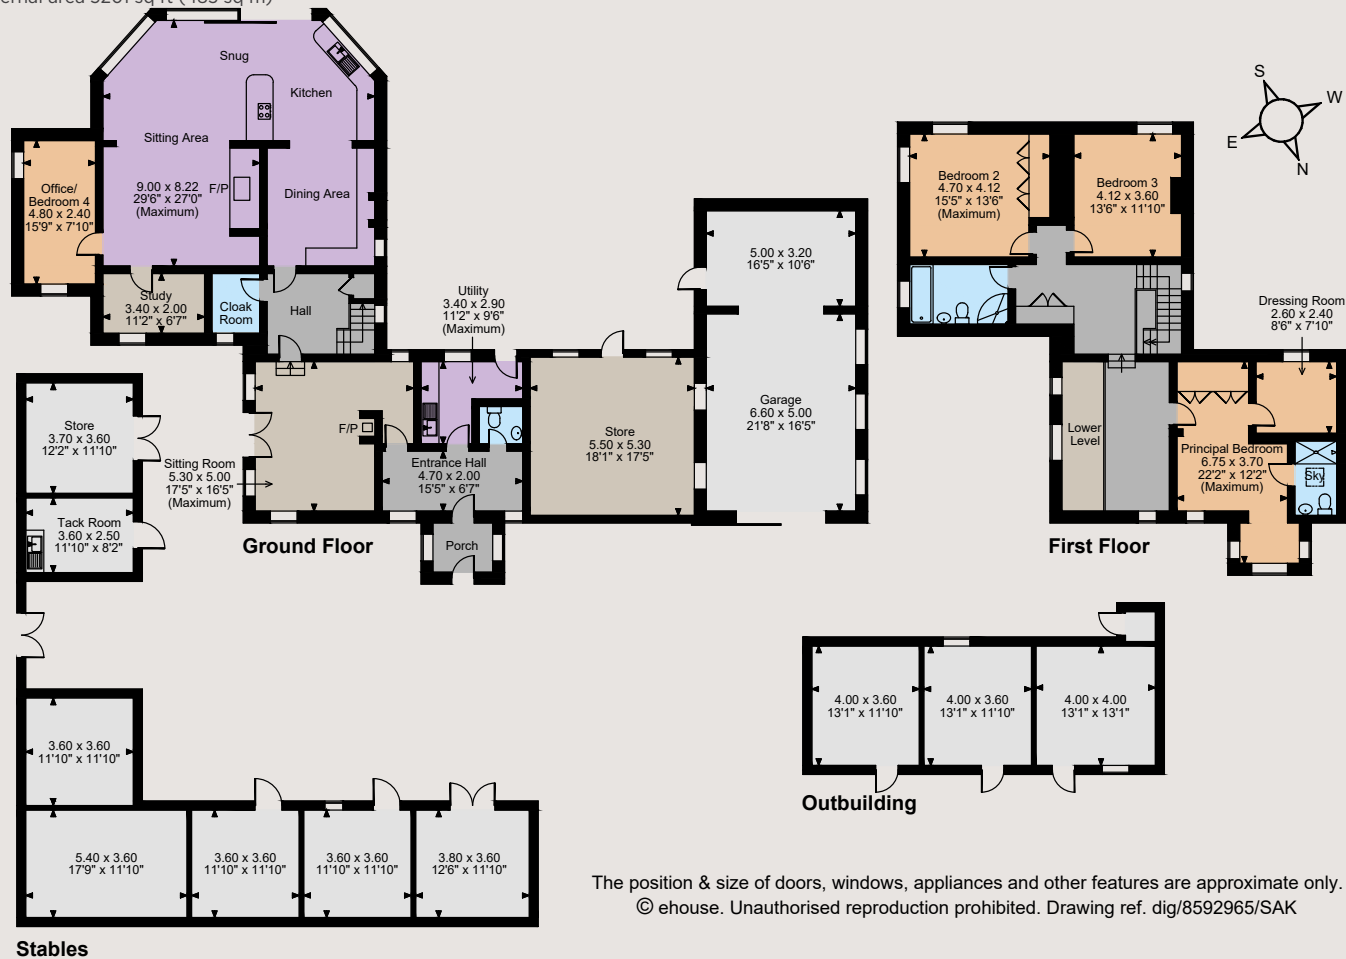 ernal area 5201 sq ft (483 sq m)
Snug
Kitchen
Sitting Area
9.00 x 8.22
29'6" x 27'0"
(Maximum)
F/P
Dining Area
Office/
Bedroom 4
4.80 x 2.40
15'9" x 7'10"
Study
3.40 x 2.00
11'2" x 6'7"
Cloak
Room
Hall
Utility
3.40 x 2.90
11'2" x 9'6"
(Maximum)
5.00 x 3.20
16'5" x 10'6"
Garage
6.60 x 5.00
21'8" x 16'5"
Store
5.50 x 5.30
18'1" x 17'5"
F/P
Sitting Room
5.30 x 5.00
17'5" x 16'5"
(Maximum)
Entrance Hall
4.70 x 2.00
15'5" x 6'7"
Porch
Ground Floor
Store
3.70 x 3.60
12'2" x 11'10"
Tack Room
3.60 x 2.50
11'10" x 8'2"
3.60 x 3.60
11'10" x 11'10"
5.40 x 3.60
17'9" x 11'10"
3.60 x 3.60
11'10" x 11'10"
3.60 x 3.60
11'10" x 11'10"
3.80 x 3.60
12'6" x 11'10"
Stables
S
W
E
N
Bedroom 2
4.70 x 4.12
15'5" x 13'6"
(Maximum)
Bedroom 3
4.12 x 3.60
13'6" x 11'10"
Dressing Room
2.60 x 2.40
8'6" x 7'10"
Lower
Level
Principal Bedroom
6.75 x 3.70
22'2" x 12'2"
(Maximum)
Sky
First Floor
4.00 x 3.60
13'1" x 11'10"
4.00 x 3.60
13'1" x 11'10"
4.00 x 4.00
13'1" x 13'1"
Outbuilding
The position & size of doors, windows, appliances and other features are approximate only.
© ehouse. Unauthorised reproduction prohibited. Drawing ref. dig/8592965/SAK